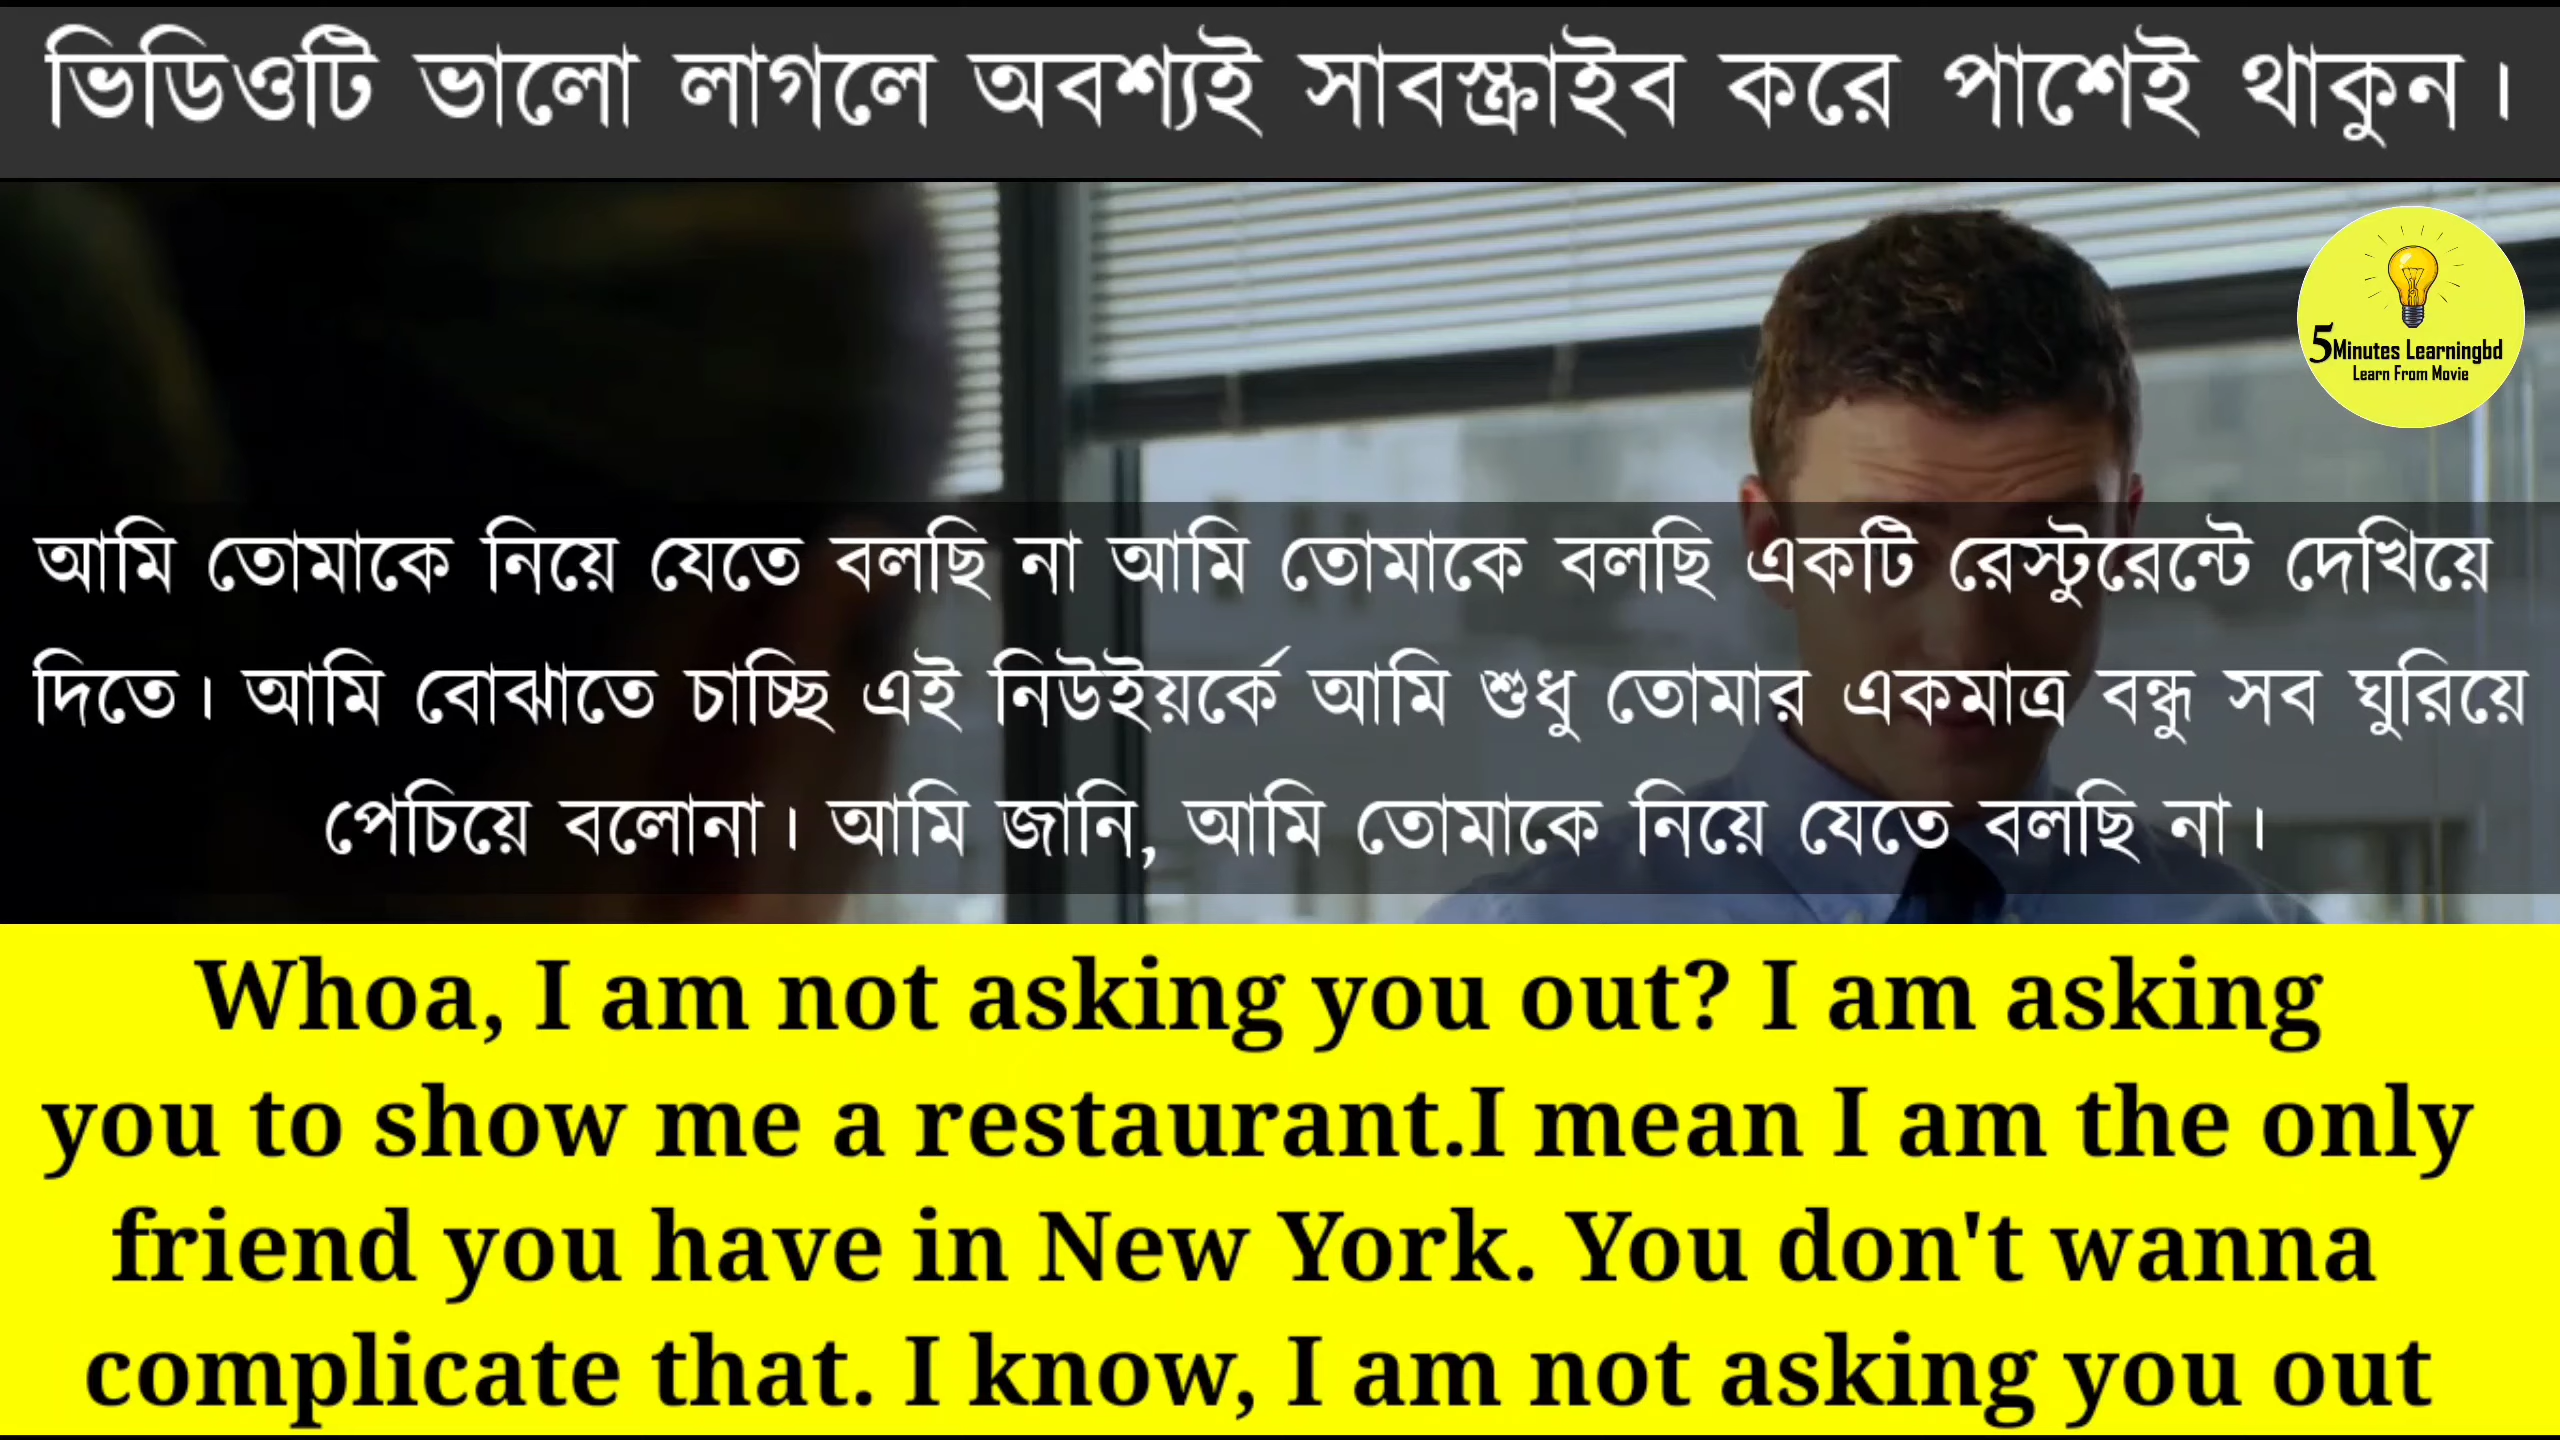 ভিডিওটি ভালো লাগলে অবশ্যই সাবস্ক্রাইব করে পাশেই থাকুন।
5Minutes Learningbd
Learn From Movie
আমি তোমাকে নিয়ে যেতে বলছি না আমি তোমাকে বলছি একটি রেস্টুরেন্টে দেখিয়ে
দিতে। আমি বোঝাতে চাচ্ছি এই নিউইয়র্কে আমি শুধু তোমার একমাত্র বন্ধু সব ঘুরিয়ে
পেচিয়ে বলোনা। আমি জানি, আমি তোমাকে নিয়ে যেতে বলছি না।
Whoa, I am not asking you out? I am asking
you to show me a restaurant.I mean I am the only
friend you have in New York. You don't wanna
complicate that. I know, I am not asking you out